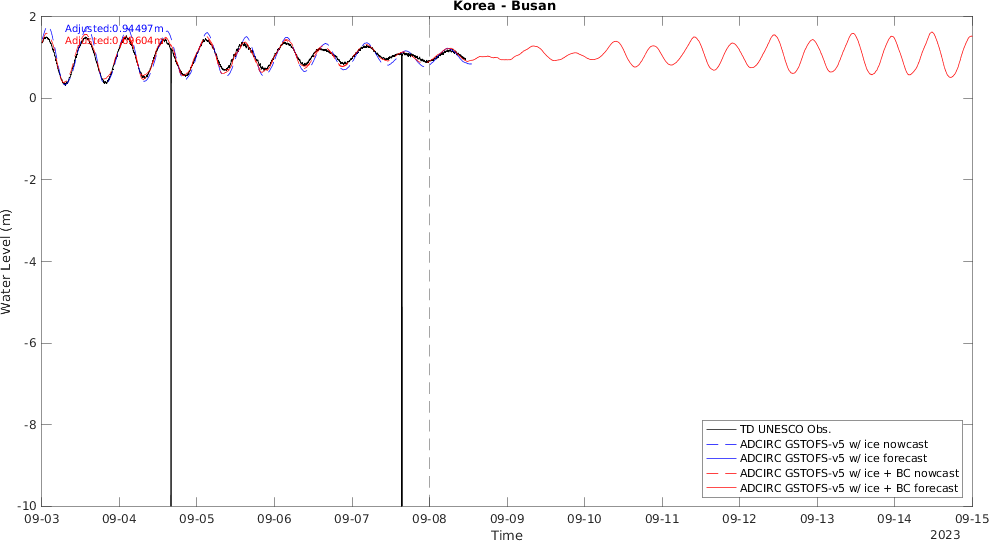 Korea - Busan
Adjusted:0.94497m
Adjusted:0. 9604m
2
0
-2
-4
-6
-8
-10
Water Level (m)
09-03
09-04
09-05
09-06
09-07
09-08
09-09
09-10
09-11
09-12
09-13
09-14
09-15
Time
2023
TD UNESCO Obs.
ADCIRC GSTOFS-v5 w/ ice nowcast
ADCIRC GSTOFS-v5 w/ ice forecast
ADCIRC GSTOFS-v5 w/ ice + BC nowcast
ADCIRC GSTOFS-v5 w/ ice + BC forecast